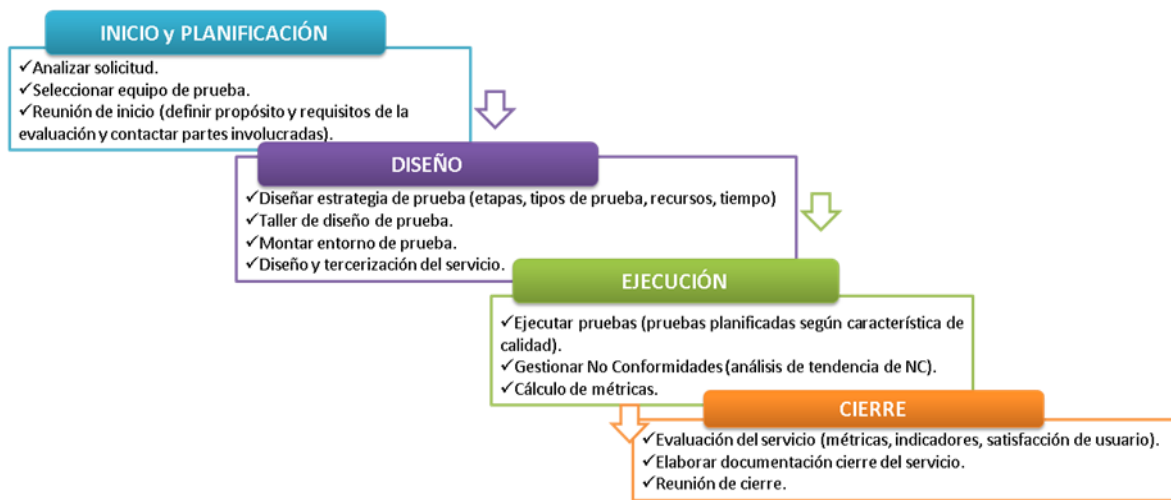 INICIO y PLANIFICACIÓN
✓Analizar solicitud.
✓Seleccionar equipo de prueba.
✓Reunión de inicio (definir propósito y requisitos de la
evaluación y contactar partes involucradas).
DISEÑO
✓Diseñar estrategia de prueba (etapas, tipos de prueba, recursos, tiempo)
✓Taller de diseño de prueba.
✓Montar entorno de prueba.
✓Diseño y tercerización del servicio.
EJECUCIÓN
✓Ejecutar pruebas (pruebas planificadas según característica de
calidad).
✓Gestionar No Conformidades (análisis de tendencia de NC).
✓Cálculo de métricas.
CIERRE
✓Evaluación del servicio (métricas, indicadores, satisfacción de usuario).
✓Elaborar documentación cierre del servicio.
✓Reunión de cierre.